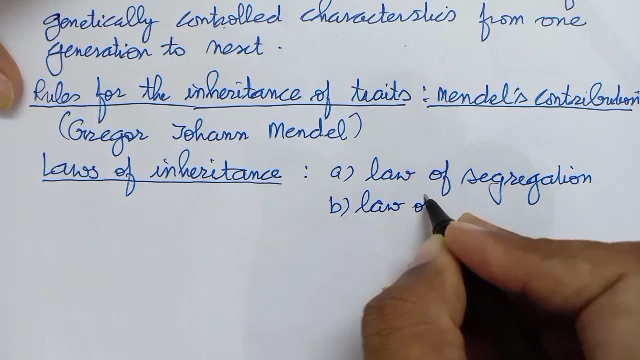 genetically controlled characterstics from one
generation to next.
Rules for the inheritance of traits : Mendel's contribution
(Gregor Johann Mendel)
Laws of inheritance : a) law of segregation
b) law o